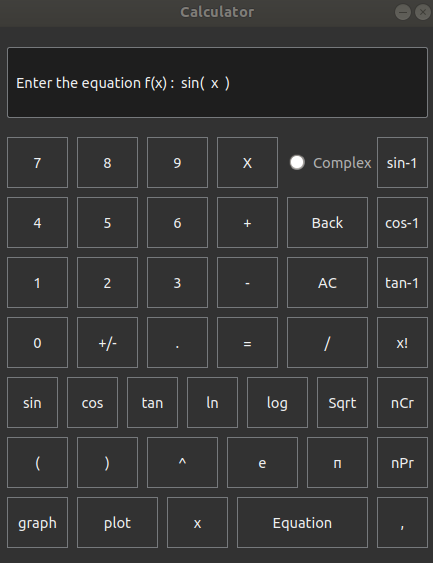 Calculator
Enter the equation f(x) : sin( x )
7 8 9 X Complex sin-1
4 5 6 + Back cos-1
1 2 3 - AC tan-1
0 +/- . = / x!
sin cos tan ln log Sqrt nCr
( ) ^ e п nPr
graph plot x Equation ,